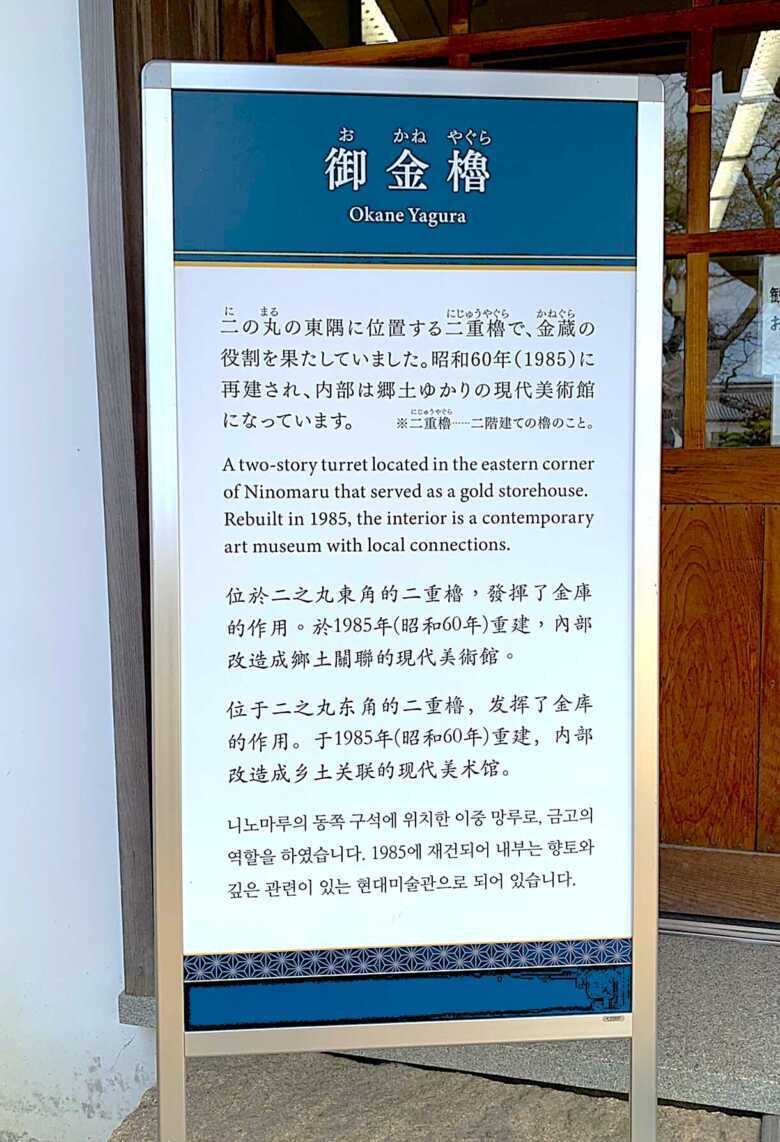 お かね やぐら
御金櫓
Okane Yagura
に まる にじゅうやぐら かねぐら
二の丸の東隅に位置する二重櫓で、金蔵の
役割を果たしていました。昭和60年(1985)に
再建され、内部は郷土ゆかりの現代美術館
にじゅうやぐら
になっています。 ※二重櫓……二階建ての櫓のこと。
A two-story turret located in the eastern corner
of Ninomaru that served as a gold storehouse.
Rebuilt in 1985, the interior is a contemporary
art museum with local connections.
位於二之丸東角的二重櫓，發揮了金庫
的作用。於1985年(昭和60年)重建，內部
改造成鄉土關聯的現代美術館。
位于二之丸东角的二重櫓，发挥了金库
的作用。于1985年(昭和60年)重建，内部
改造成乡土关联的现代美术馆。
니노마루의 동쪽 구석에 위치한 이중 망루로, 금고의
역할을 하였습니다. 1985에 재건되어 내부는 향토와
깊은 관련이 있는 현대미술관으로 되어 있습니다.